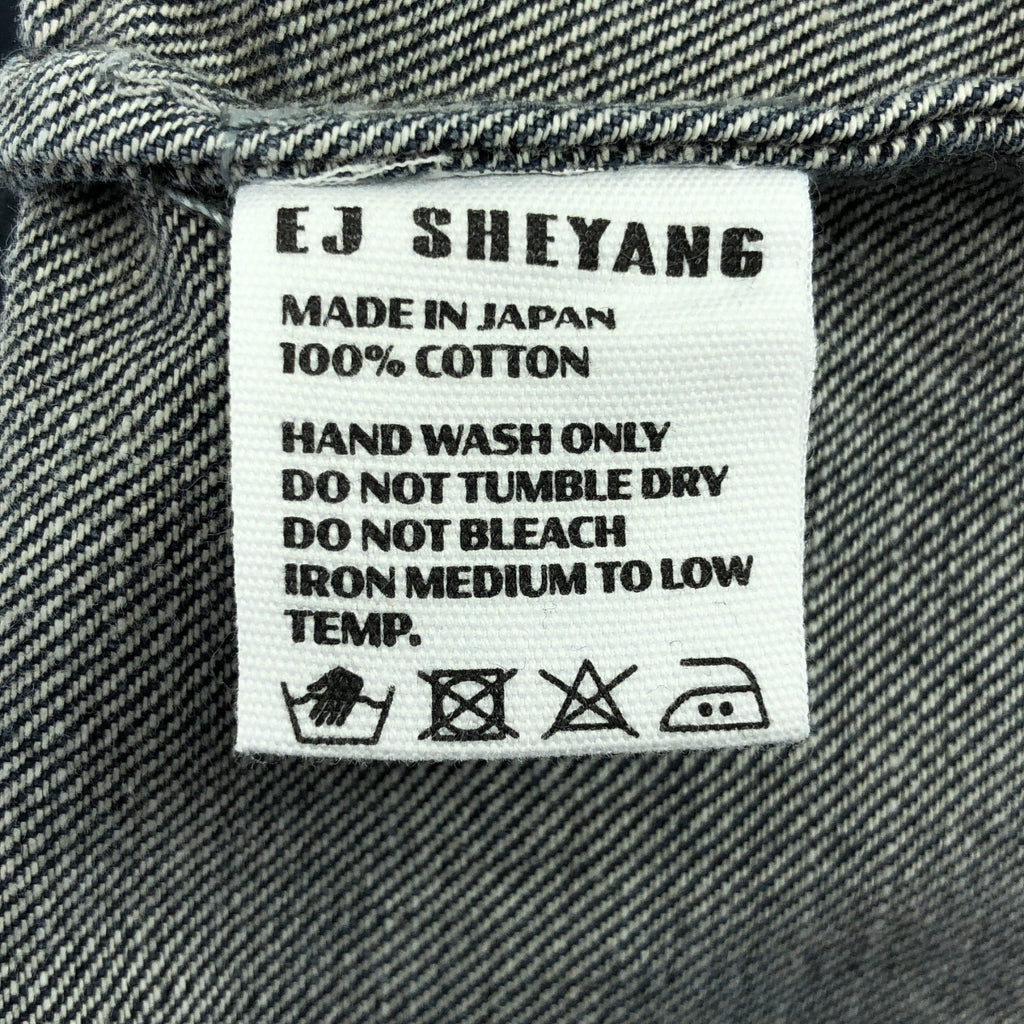 EJ SHEYANG
MADE IN JAPAN
100% COTTON
HAND WASH ONLY
DO NOT TUMBLE DRY
DO NOT BLEACH
IRON MEDIUM TO LOW
TEMP.